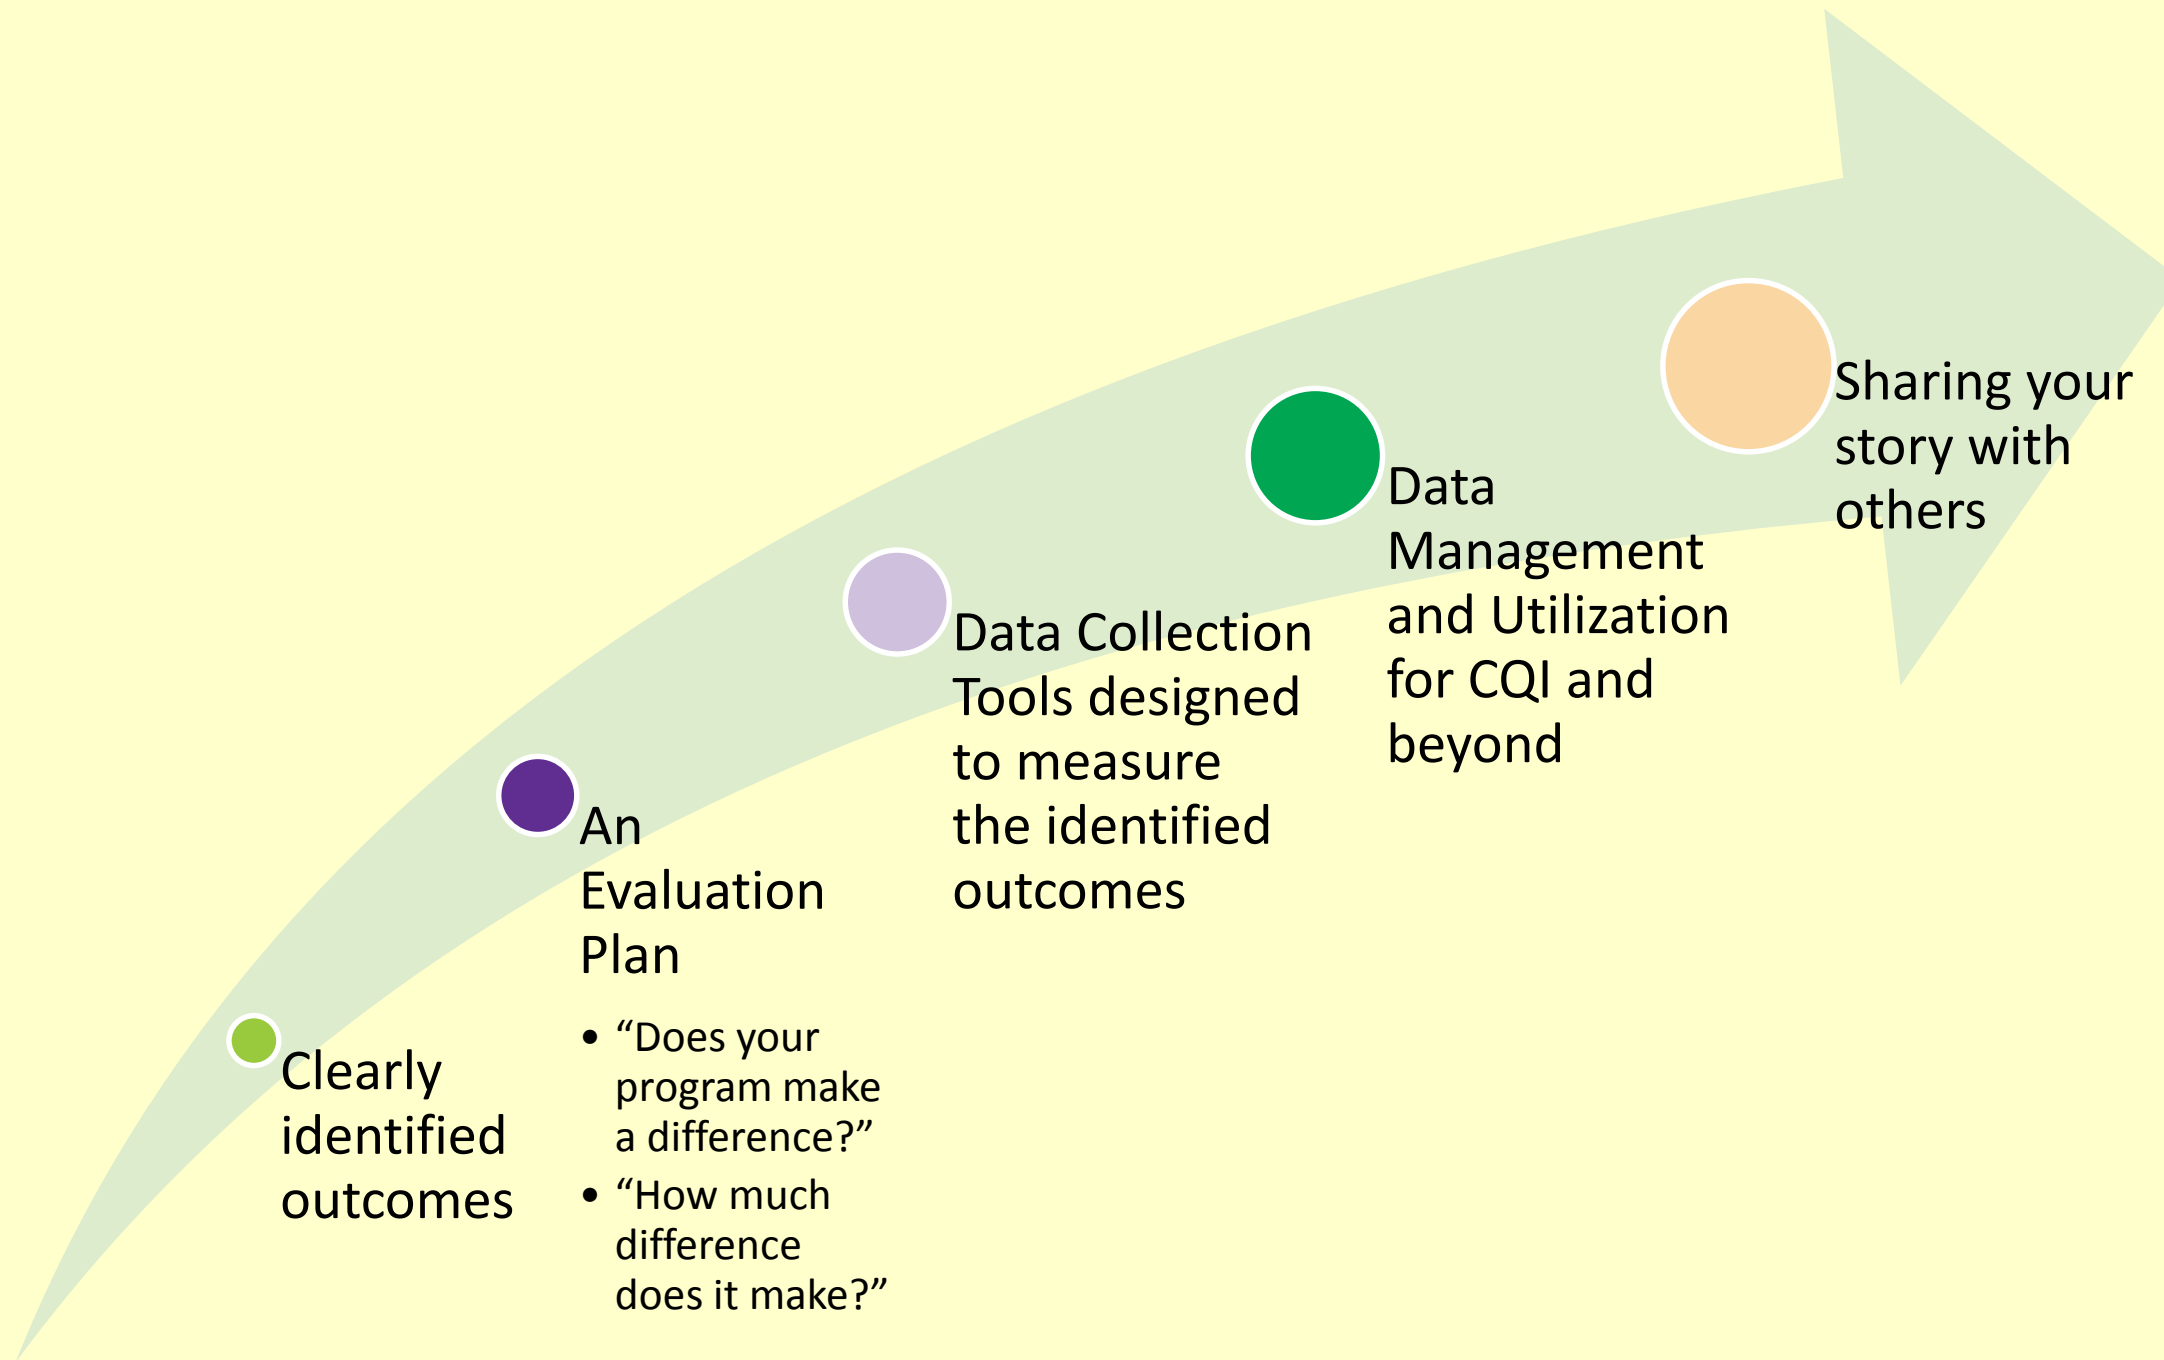 Clearly
identified
outcomes
An
Evaluation
Plan
• “Does your
program make
a difference?”
• “How much
difference
does it make?”
Data Collection
Tools designed
to measure
the identified
outcomes
Data
Management
and Utilization
for CQI and
beyond
Sharing your
story with
others